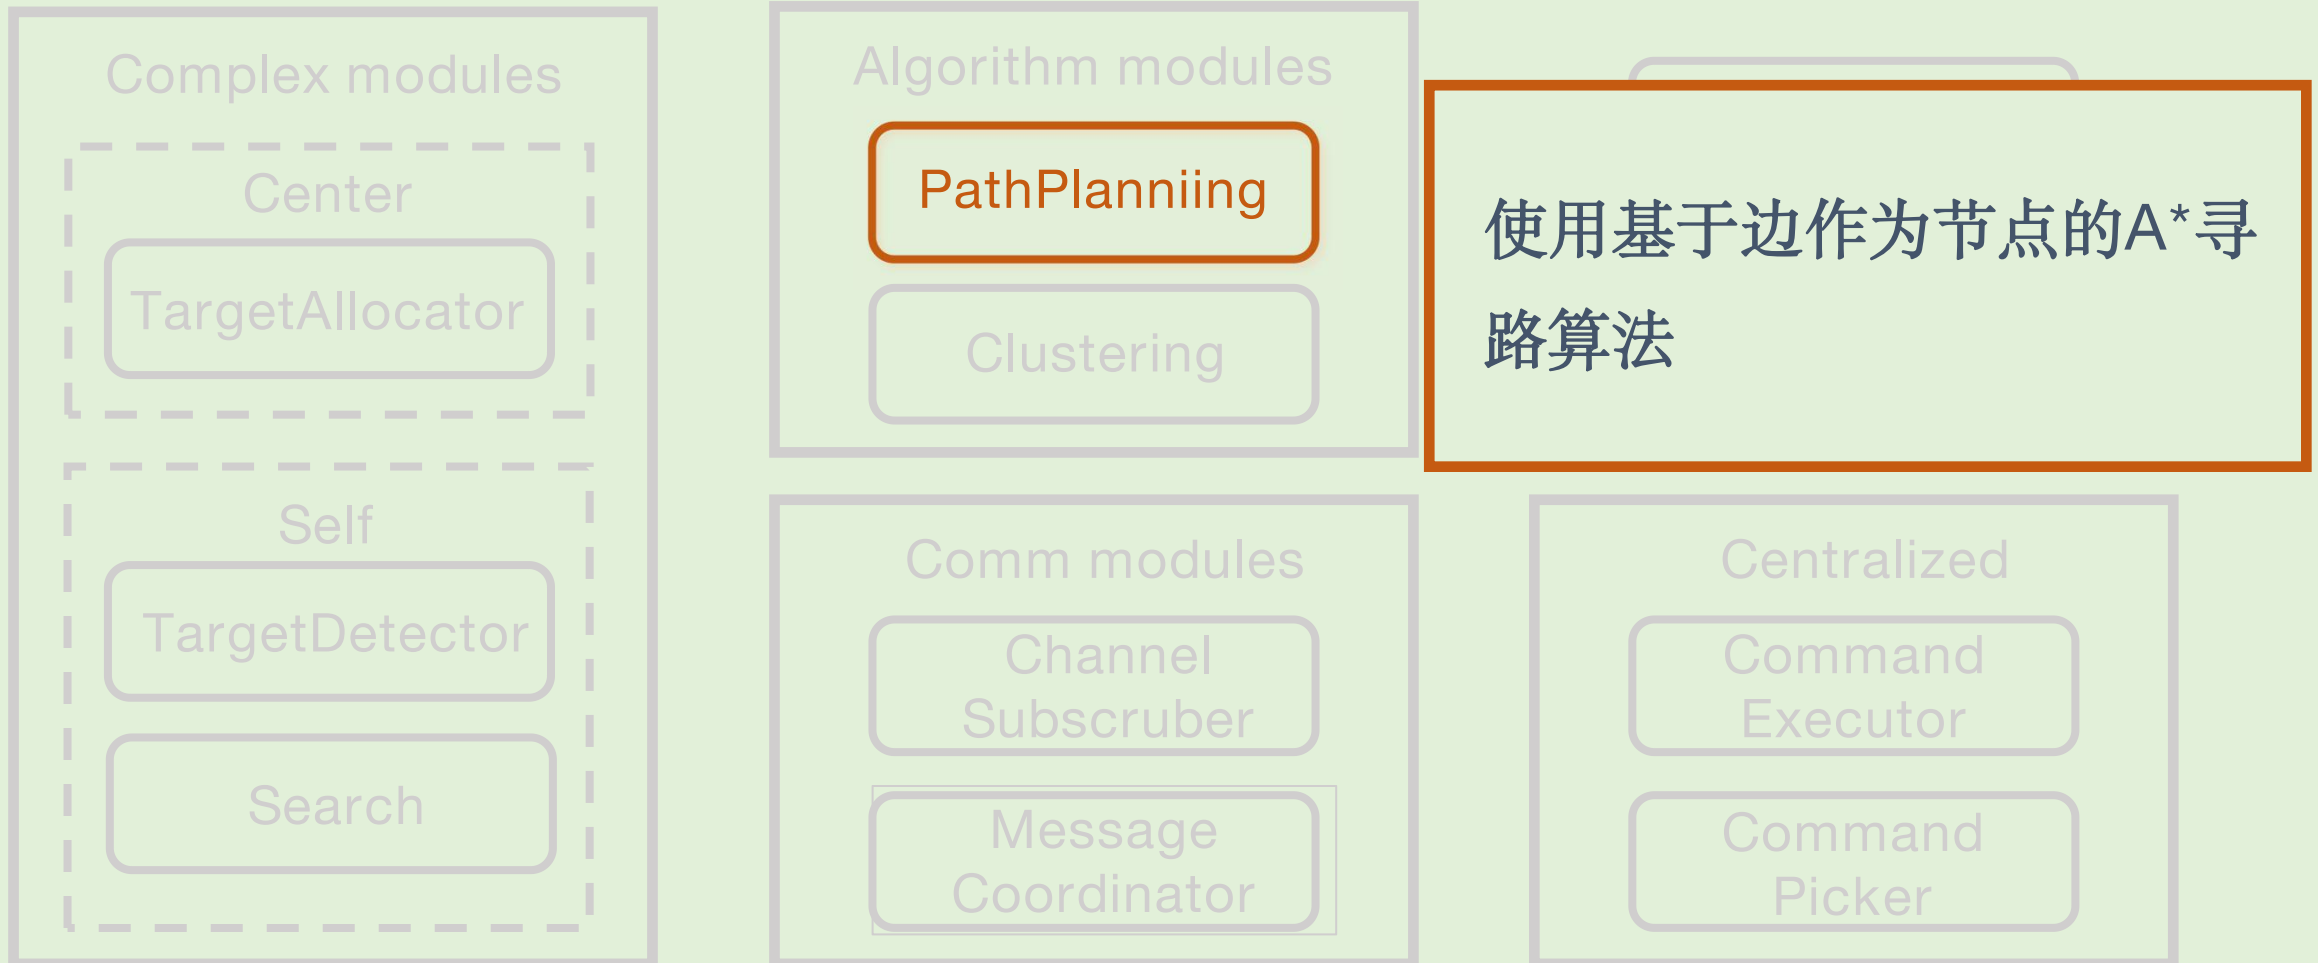 Complex modules
Center
TargetAllocator
Self
TargetDetector
Search
Algorithm modules
PathPlanniing
Clustering
使用基于边作为节点的A*寻
路算法
Comm modules
Channel
Subscruber
Message
Coordinator
Centralized
Command
Executor
Command
Picker